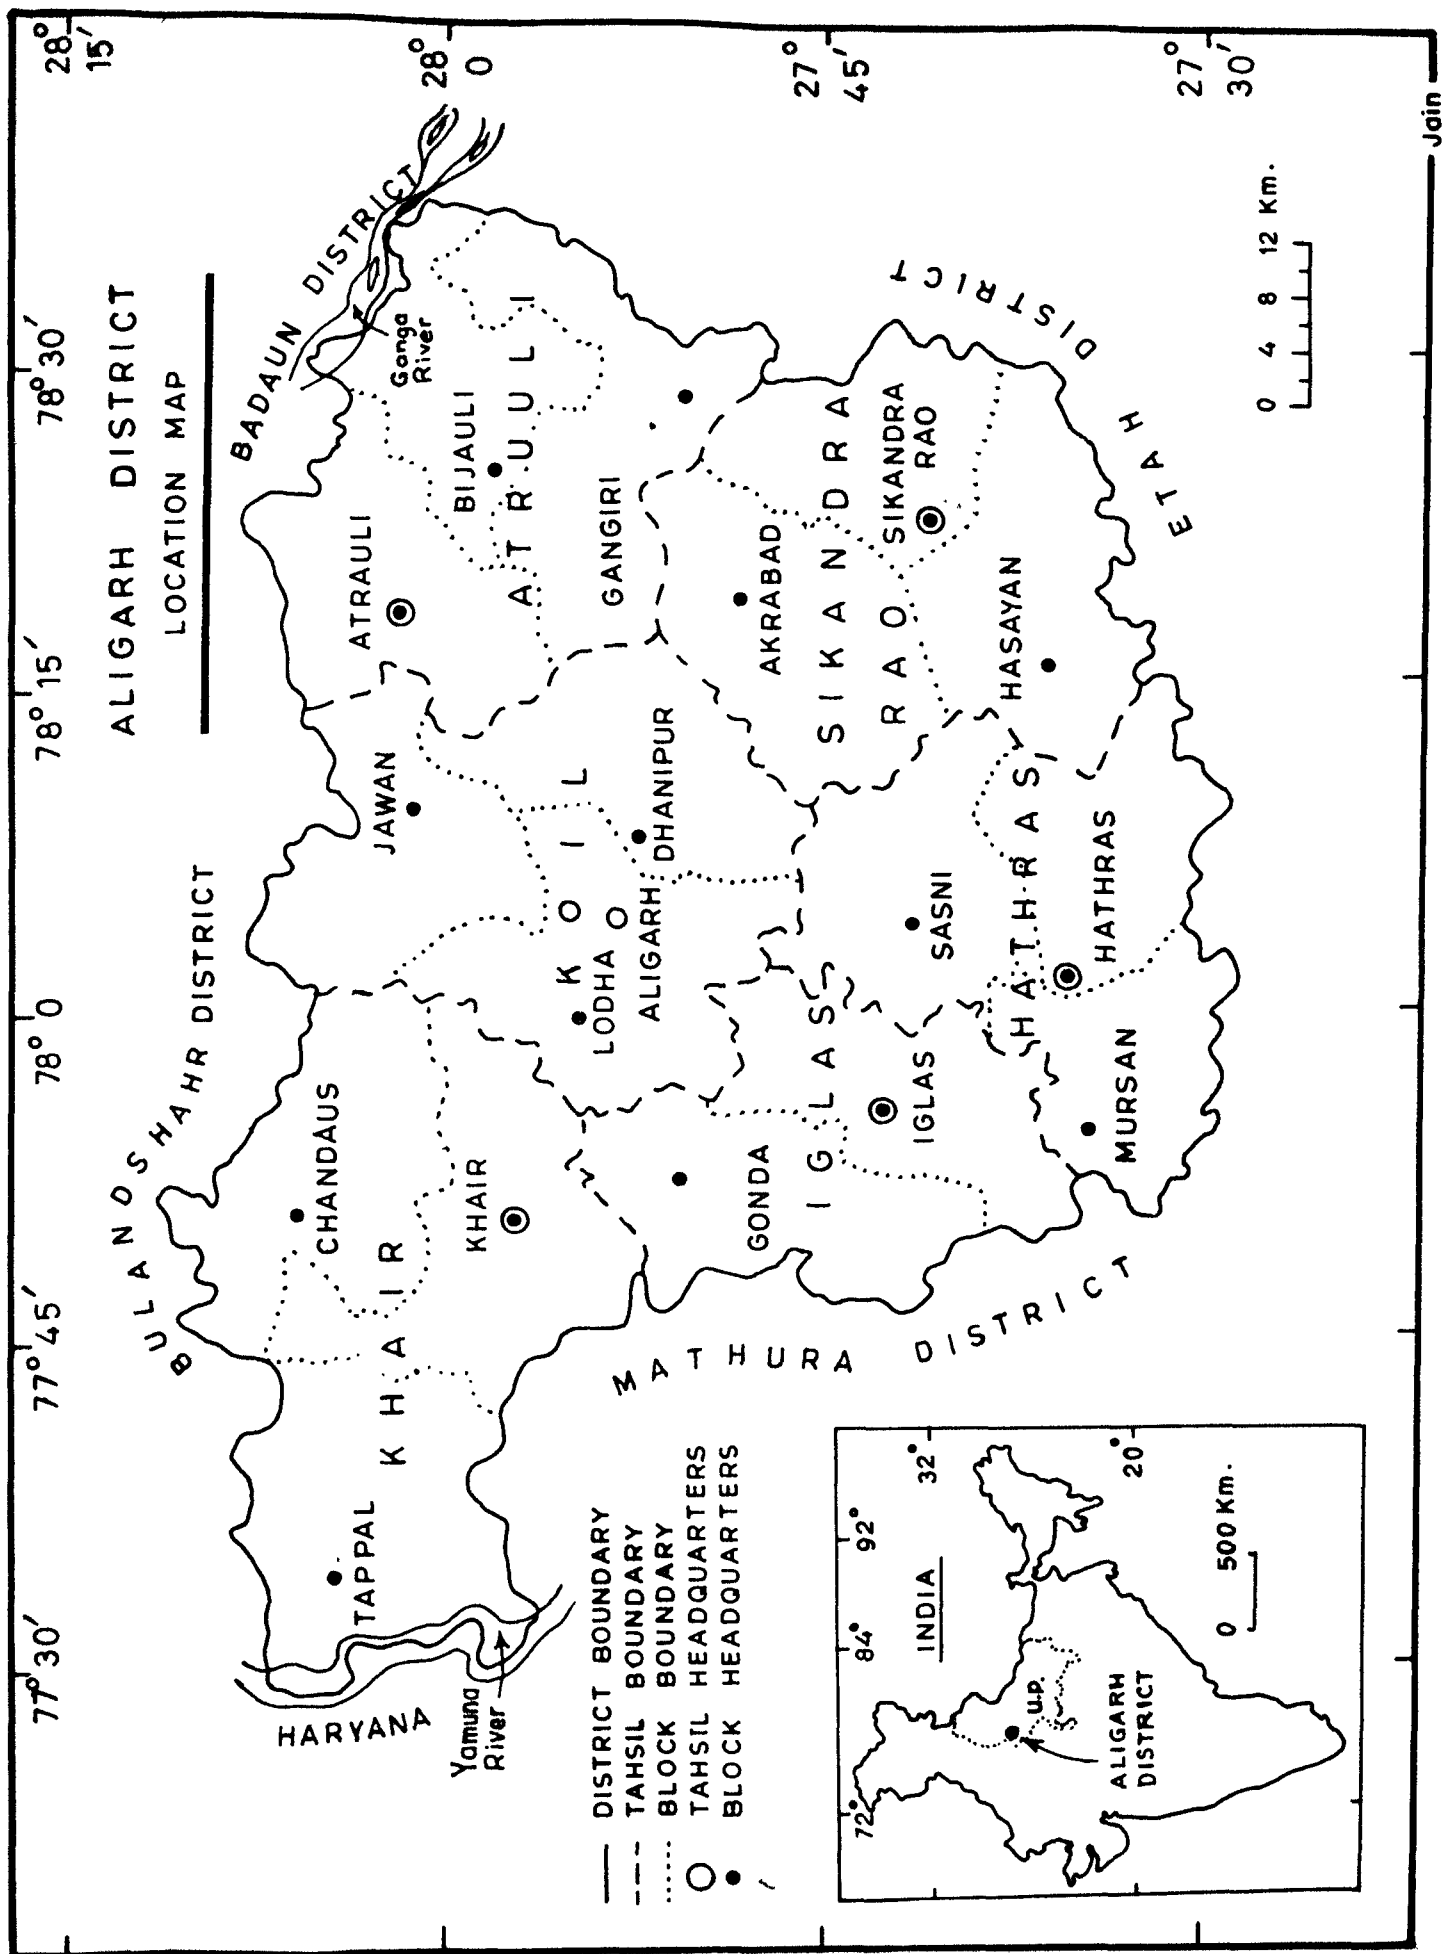 ALIGARH DISTRICT
LOCATION MAP
77° 30′
77° 45′
78° 0
78° 15′
78° 30′
28° 15′
28° 0
27° 45′
27° 30′
BULANDSHAHR DISTRICT
BADAUN DISTRICT
Ganga
River
HARYANA
Yamuna
River
MATHURA DISTRICT
ETAH DISTRICT
TAPPAL
KHAIR
CHANDAUS
KHAIR
JAWAN
KOIL
LODHA
ALIGARH
DHANIPUR
ATRAULI
BIJAULI
ATRUULI
GANGIRI
AKRABAD
SIKANDRA
RAO
SIKANDRA
RAO
HASAYAN
GONDA
IGLAS
IGLAS
SASNI
HATHRAS
HATHRAS
MURSAN
DISTRICT BOUNDARY
TAHSIL BOUNDARY
BLOCK BOUNDARY
TAHSIL HEADQUARTERS
BLOCK HEADQUARTERS
72°
84°
92°
32°
20°
INDIA
U.P.
ALIGARH
DISTRICT
0 500 Km.
0 4 8 12 Km.
Jain